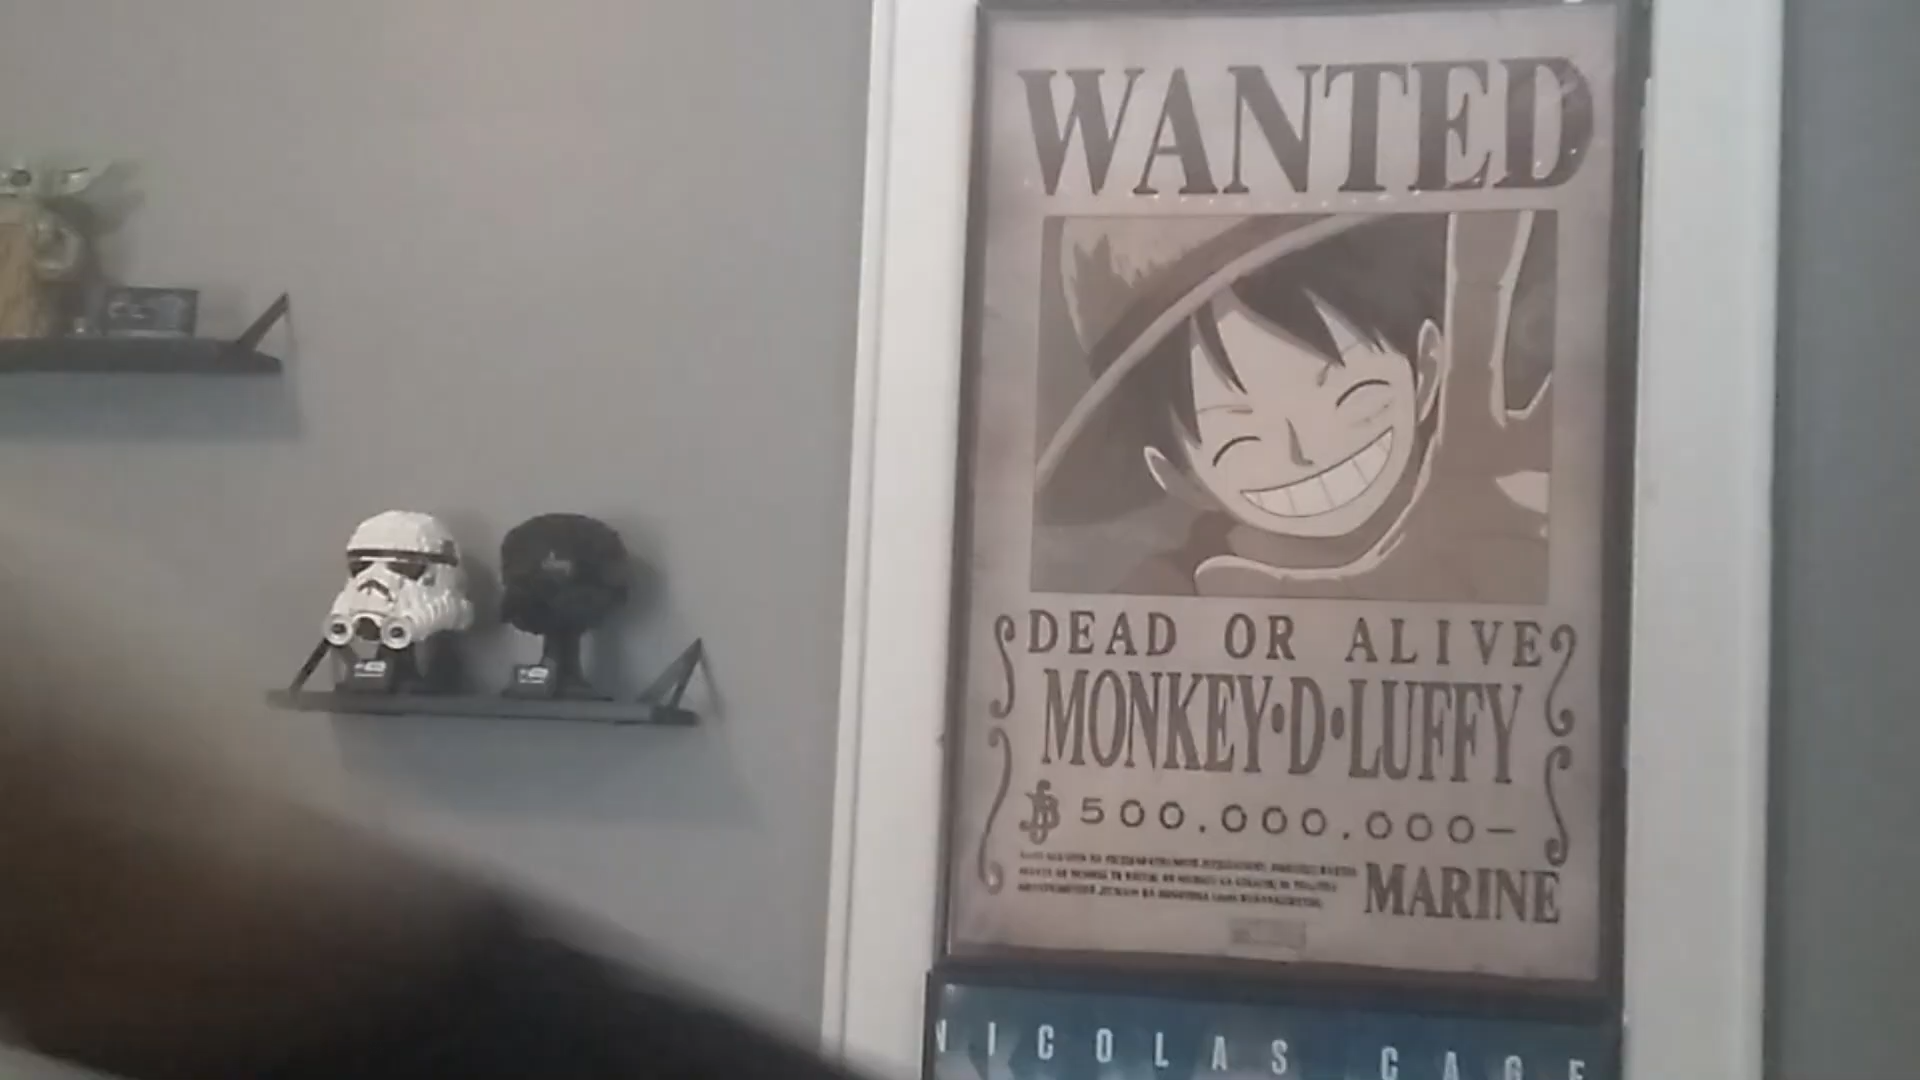 WANTED
DEAD OR ALIVE
MONKEY•D•LUFFY
฿500,000,000-
MARINE
NICOLAS CAGE